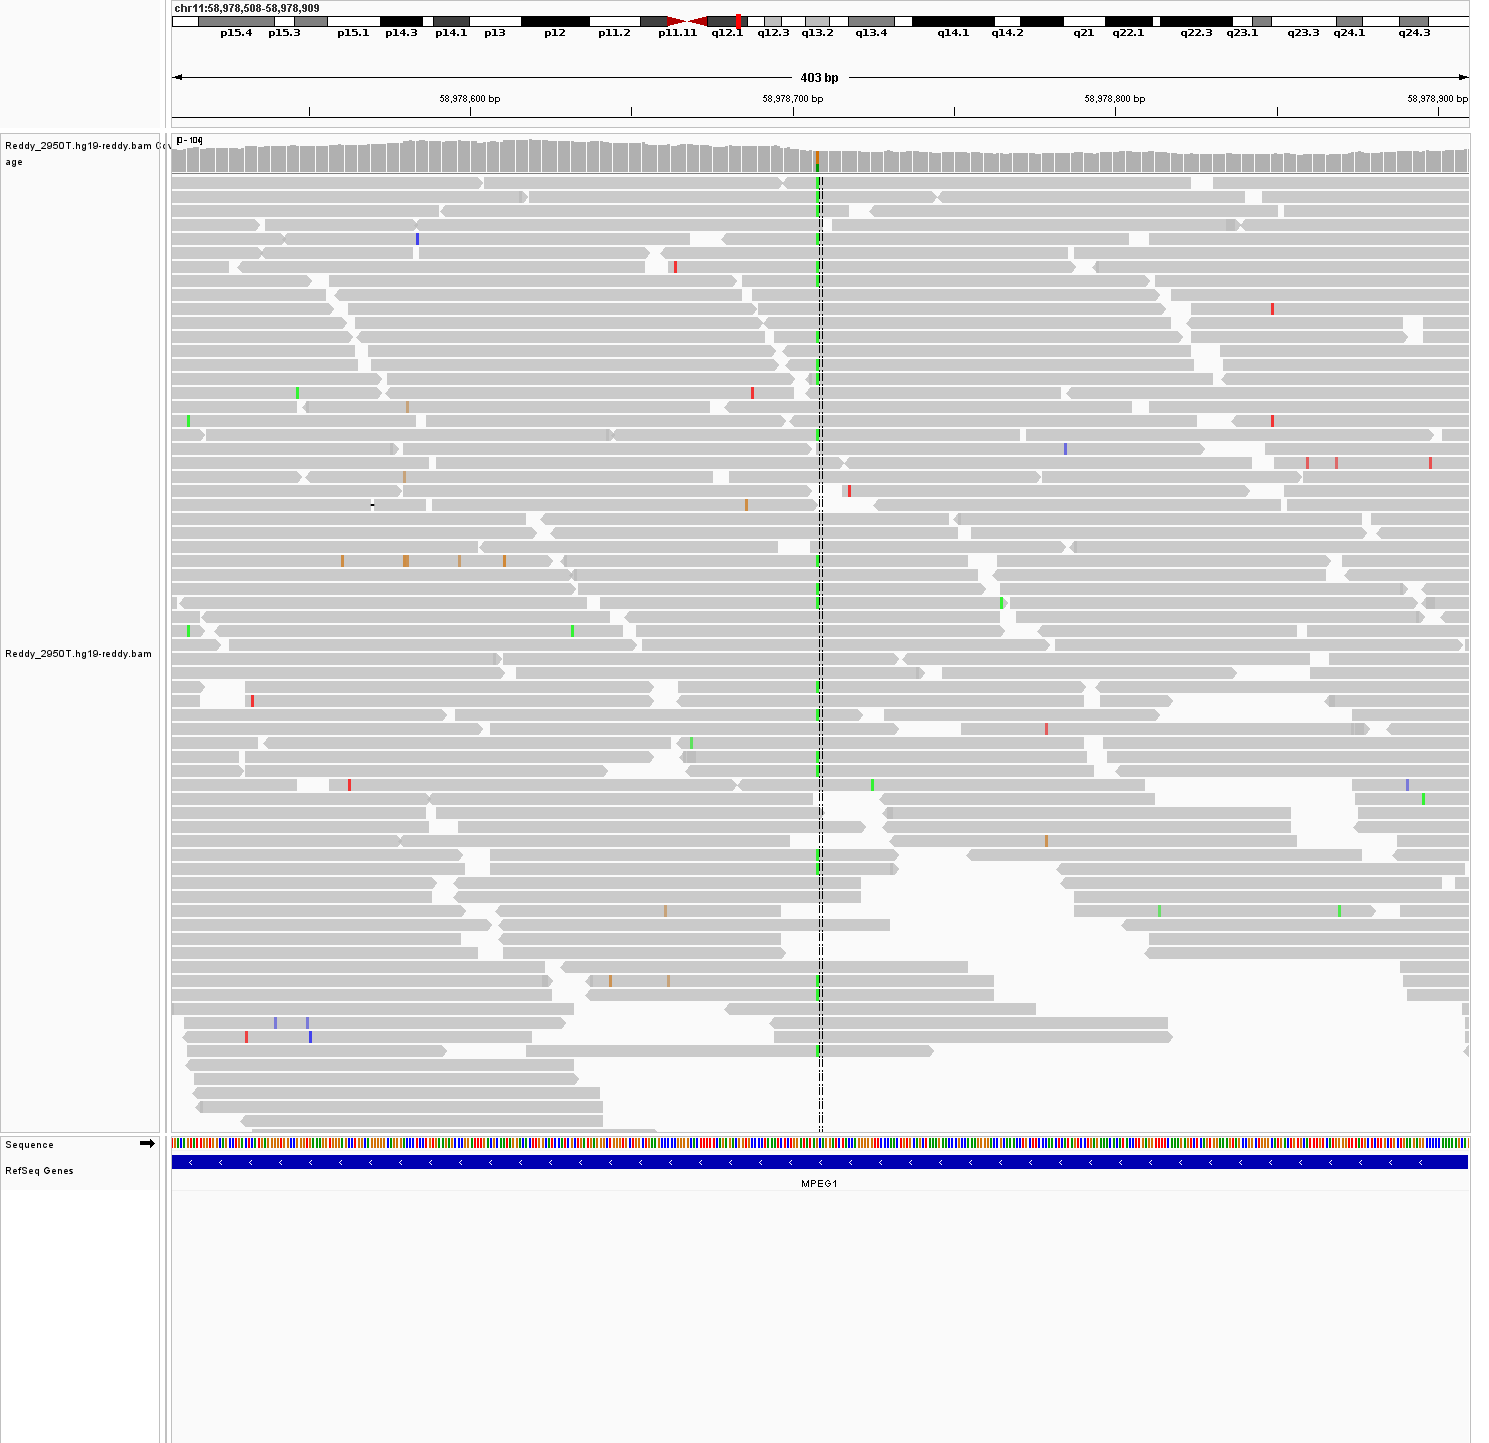 chr11:58,978,508-58,978,909
p15.4 p15.3 p15.1 p14.3 p14.1 p13 p12 p11.2 p11.11 q12.1 q12.3 q13.2 q13.4 q14.1 q14.2 q21 q22.1 q22.3 q23.1 q23.3 q24.1 q24.3
403 bp
58,978,600 bp 58,978,700 bp 58,978,800 bp 58,978,900 bp
Reddy_2950T.hg19-reddy.bam Cov
age
[0 - 104]
Reddy_2950T.hg19-reddy.bam
Sequence
RefSeq Genes
MPEG1